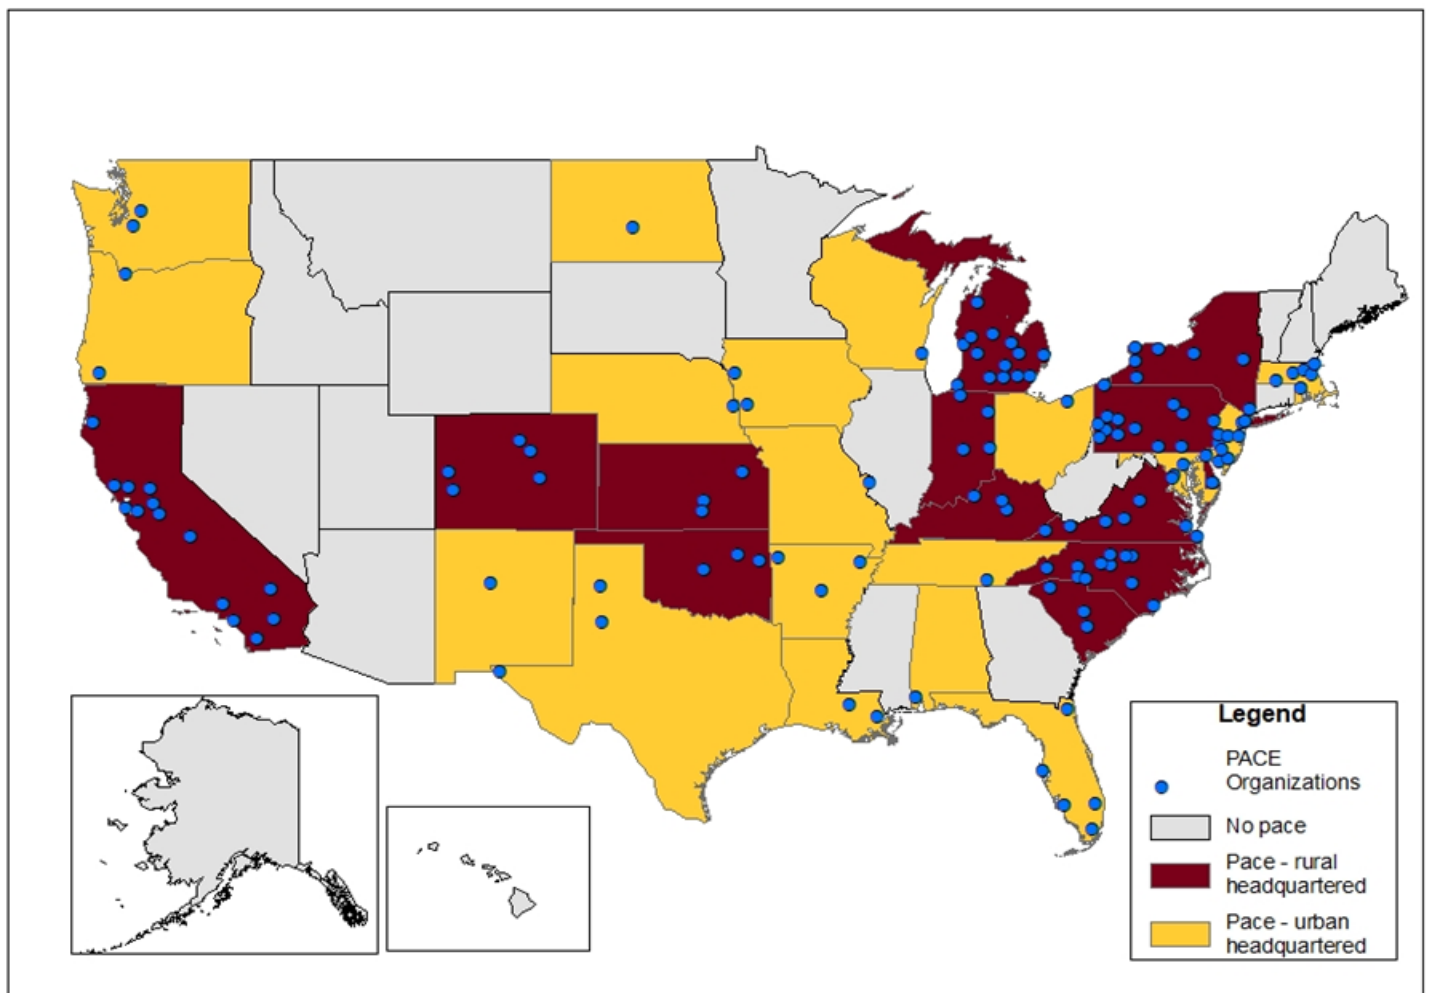 Legend
PACE
Organizations
No pace
Pace - rural
headquartered
Pace - urban
headquartered